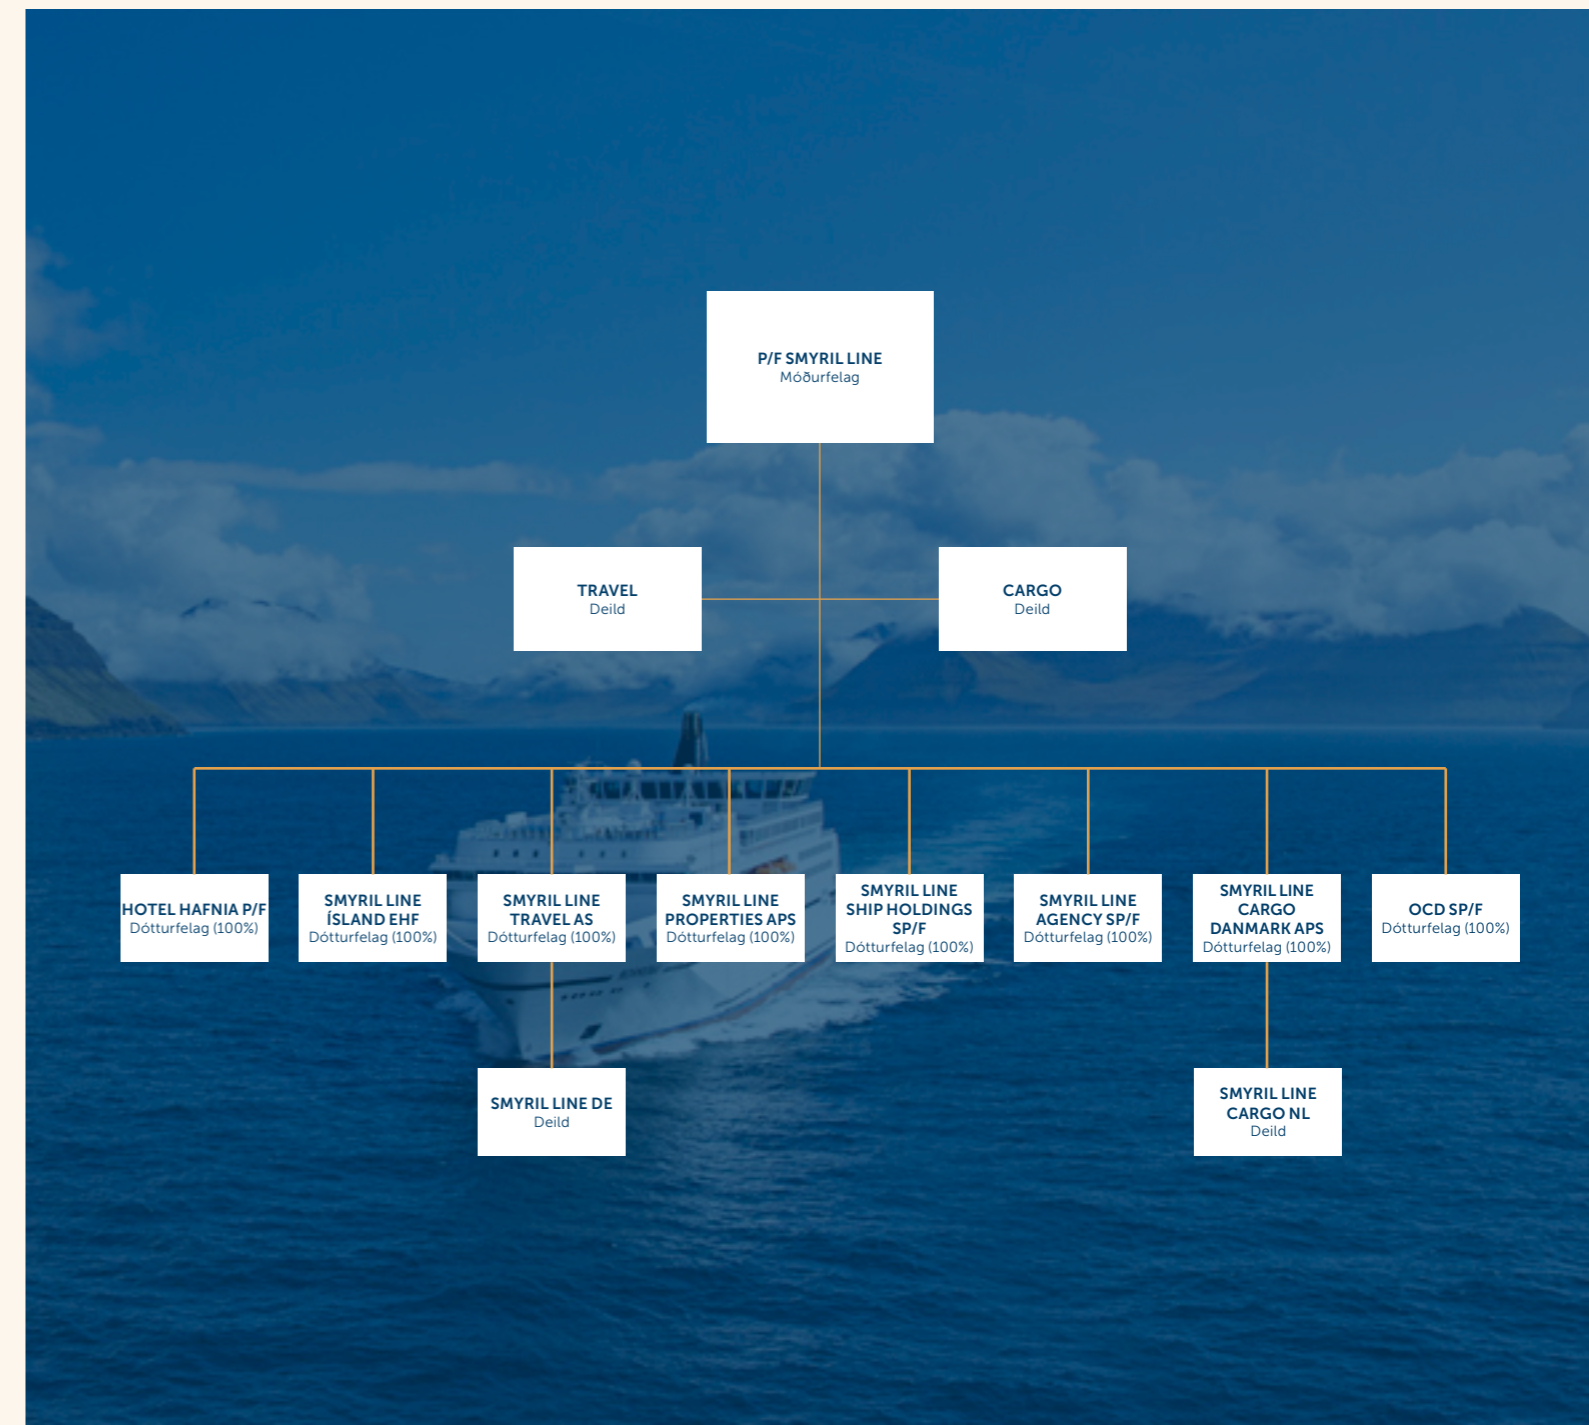 P/F SMYRIL LINE
Móðurfelag
TRAVEL
Deild
CARGO
Deild
HOTEL HAFNIA P/F
Dótturfelag (100%)
SMYRIL LINE
ÍSLAND EHF
Dótturfelag (100%)
SMYRIL LINE
TRAVEL AS
Dótturfelag (100%)
SMYRIL LINE
PROPERTIES APS
Dótturfelag (100%)
SMYRIL LINE
SHIP HOLDINGS
SP/F
Dótturfelag (100%)
SMYRIL LINE
AGENCY SP/F
Dótturfelag (100%)
SMYRIL LINE
CARGO
DANMARK APS
Dótturfelag (100%)
OCD SP/F
Dótturfelag (100%)
SMYRIL LINE DE
Deild
SMYRIL LINE
CARGO NL
Deild